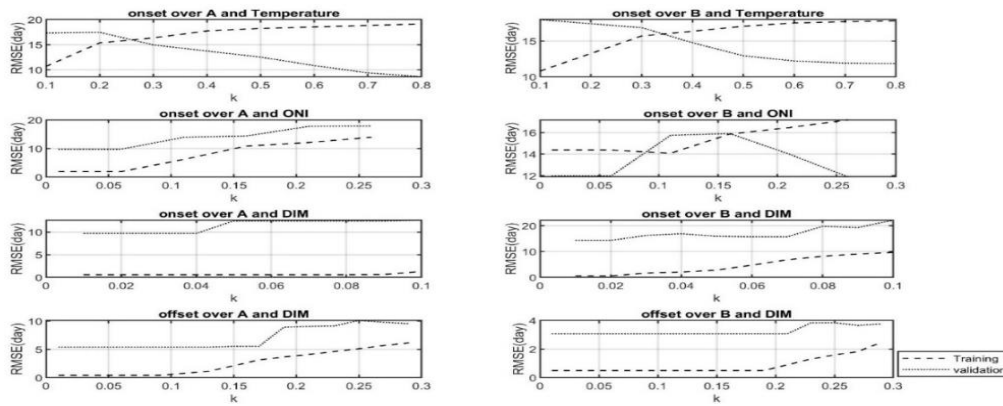 onset over A and Temperature
RMSE(day)
20
15
10
0.1 0.2 0.3 0.4 0.5 0.6 0.7 0.8
k
onset over B and Temperature
RMSE(day)
15
10
0.1 0.2 0.3 0.4 0.5 0.6 0.7 0.8
k
onset over A and ONI
RMSE(day)
20
10
0
0 0.05 0.1 0.15 0.2 0.3
k
onset over B and ONI
RMSE(day)
16
14
12
0 0.05 0.1 0.15 0.2 0.3
k
onset over A and DIM
RMSE(day)
10
5
0
0 0.02 0.04 0.06 0.08 0.1
k
onset over B and DIM
RMSE(day)
20
10
0
0 0.02 0.04 0.06 0.08 0.1
k
offset over A and DIM
RMSE(day)
10
5
0
0 0.05 0.1 0.15 0.2 0.25 0.3
k
offset over B and DIM
RMSE(day)
4
2
0
0 0.05 0.1 0.15 0.2 0.25 0.3
k
Training
validation